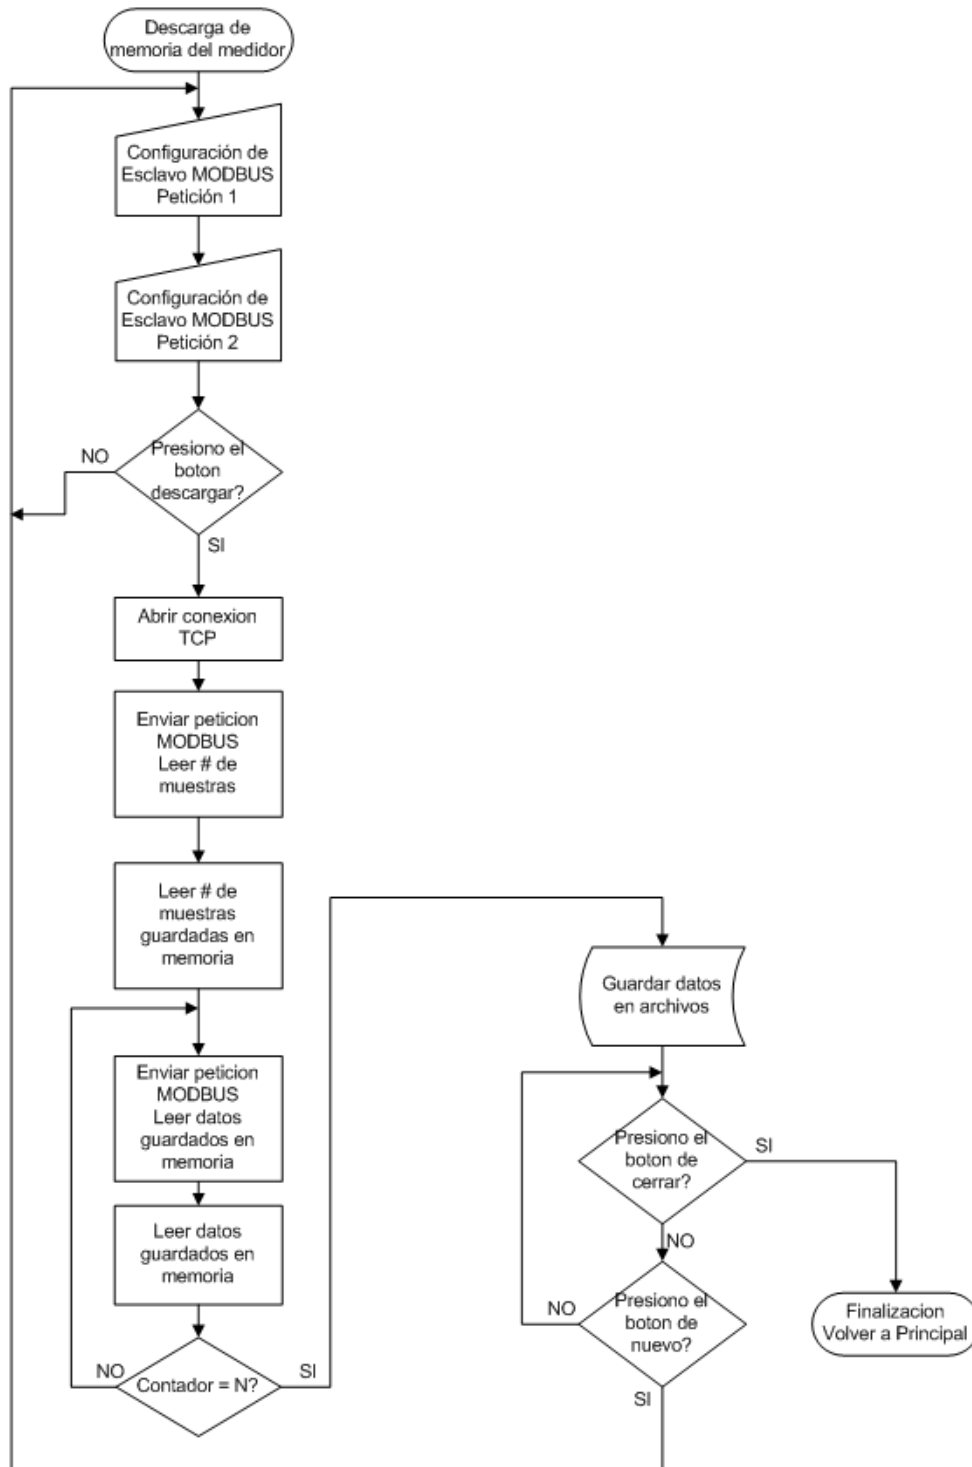 Descarga de
memoria del medidor
Configuración de
Esclavo MODBUS
Petición 1
Configuración de
Esclavo MODBUS
Petición 2
Presiono el
boton
descargar?
NO
SI
Abrir conexion
TCP
Enviar peticion
MODBUS
Leer # de
muestras
Leer # de
muestras
guardadas en
memoria
Enviar peticion
MODBUS
Leer datos
guardados en
memoria
Leer datos
guardados en
memoria
Contador = N?
NO
SI
Guardar datos
en archivos
Presiono el
boton de
cerrar?
SI
NO
Presiono el
boton de
nuevo?
NO
SI
Finalizacion
Volver a Principal